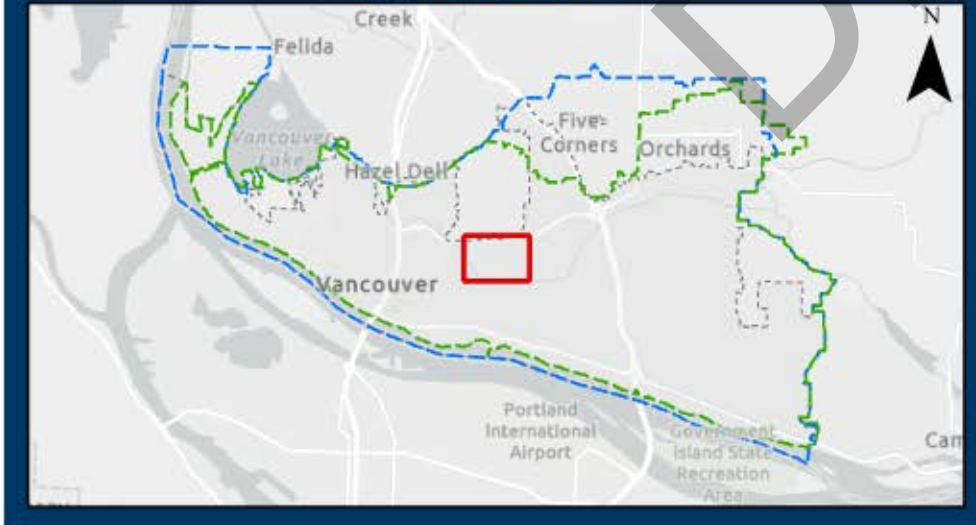 Creek
N
Felida
Vancouver
Lake
Five-
Corners
Orchards
Hazel Dell
Vancouver
Portland
International
Airport
Government
Island State
Recreation
Area
Cam